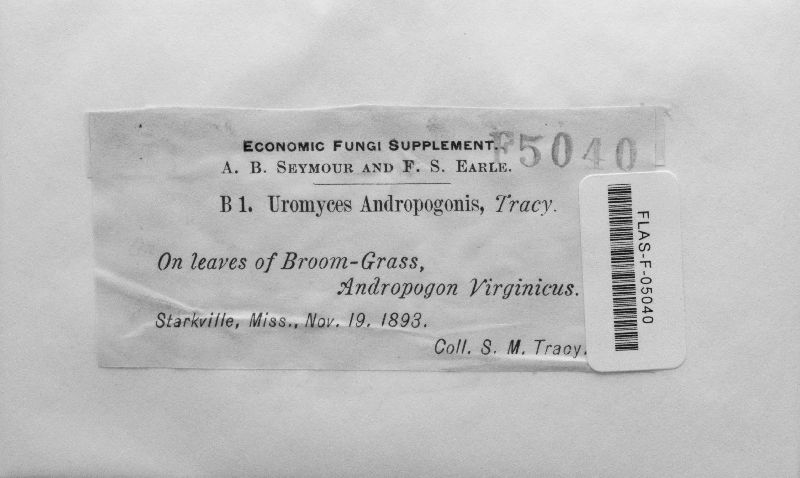 ECONOMIC FUNGI SUPPLEMENT.
F5040
A. B. SEYMOUR AND F. S. EARLE.
B 1. Uromyces Andropogonis, Tracy.
On leaves of Broom-Grass,
Andropogon Virginicus.
Starkville, Miss., Nov. 19, 1893.
Coll. S. M. Tracy.
FLAS-F-05040